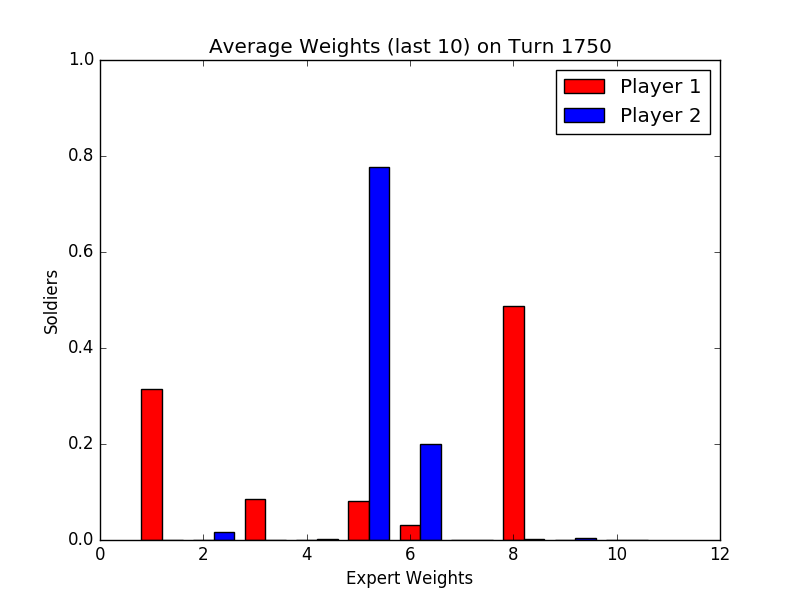 Average Weights (last 10) on Turn 1750
1.0
Player 1
Player 2
0.8
0.6
Soldiers
0.4
0.2
0.0
0 2 4 6 8 10 12
Expert Weights